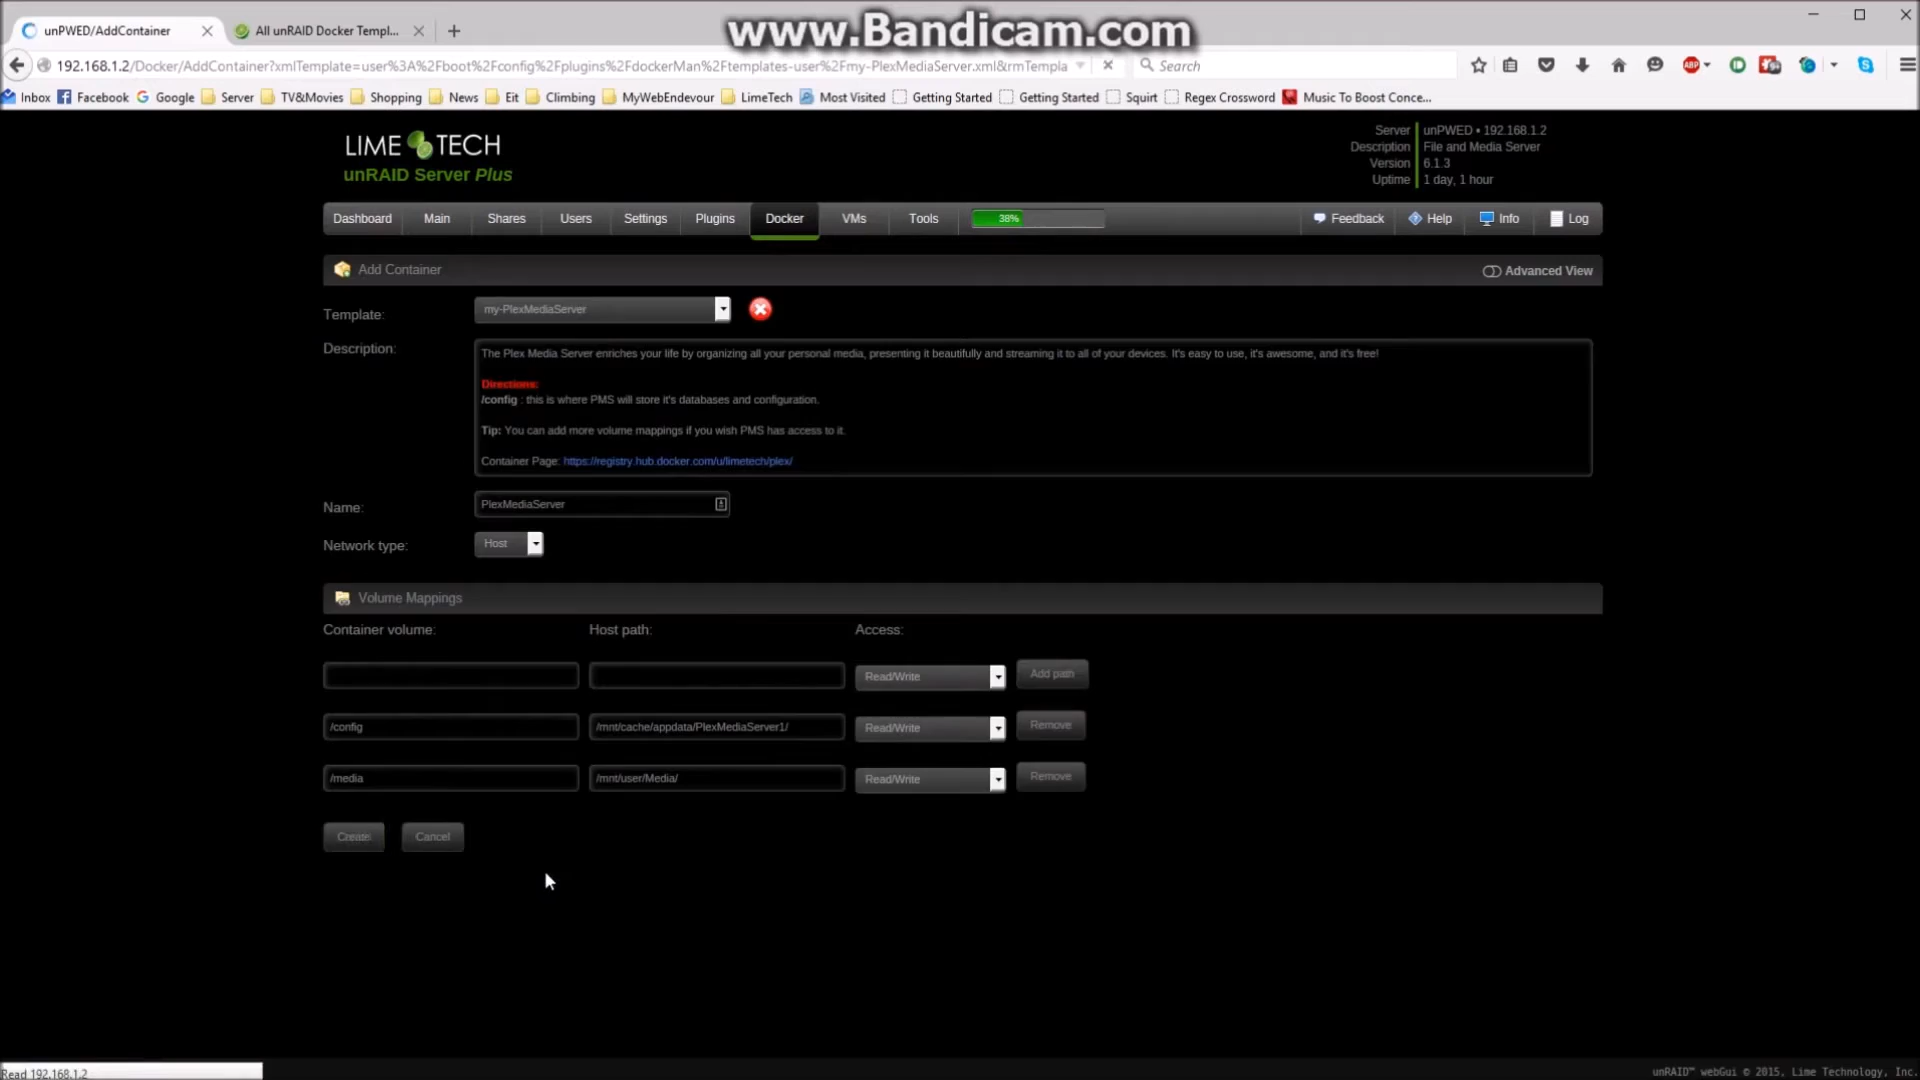 www.Bandicam.com
unPWED/AddContainer
All unRAID Docker Templ...
192.168.1.2/Docker/AddContainer?xmlTemplate=user%3A%2Fboot%2Fconfig%2Fplugins%2FdockerMan%2Ftemplates-user%2Fmy-PlexMediaServer.xml&rmTempla
Search
ABP
Inbox Facebook Google Server TV&Movies Shopping News Eit Climbing MyWebEndevour LimeTech Most Visited Getting Started Getting Started Squirt Regex Crossword Music To Boost Conce...
LIME TECH
unRAID Server Plus
Server unPWED • 192.168.1.2
Description File and Media Server
Version 6.1.3
Uptime 1 day, 1 hour
Dashboard Main Shares Users Settings Plugins Docker VMs Tools 38% Feedback Help Info Log
Add Container
Advanced View
Template: my-PlexMediaServer
Description: The Plex Media Server enriches your life by organizing all your personal media, presenting it beautifully and streaming it to all of your devices. It's easy to use, it's awesome, and it's free!
Directions:
/config : this is where PMS will store it's databases and configuration.
Tip: You can add more volume mappings if you wish PMS has access to it.
Container Page: https://registry.hub.docker.com/u/limetech/plex/
Name: PlexMediaServer
Network type: Host
Volume Mappings
Container volume: Host path: Access:
Read/Write Add path
/config /mnt/cache/appdata/PlexMediaServer1/ Read/Write Remove
/media /mnt/user/Media/ Read/Write Remove
Create Cancel
Read 192.168.1.2
unRAID™ webGui © 2015, Lime Technology, Inc.